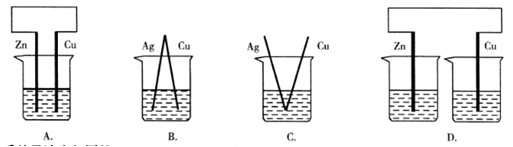 Zn Cu Ag Cu Ag Cu Zn Cu
A. B. C. D.